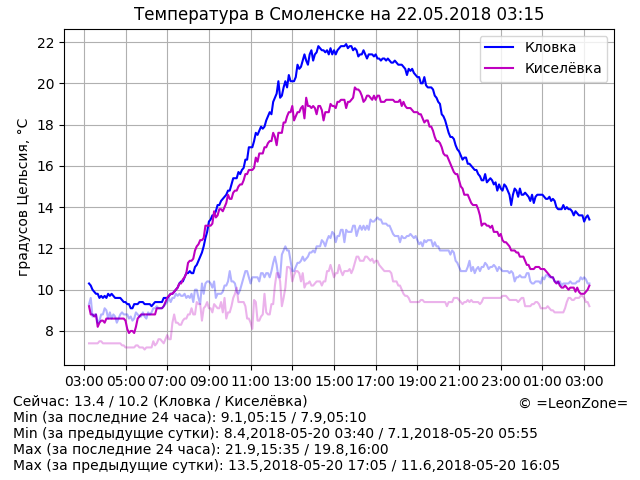 Температура в Смоленске на 22.05.2018 03:15
градусов Цельсия, °C
22
20
18
16
14
12
10
8
Кловка
Киселёвка
03:00 05:00 07:00 09:00 11:00 13:00 15:00 17:00 19:00 21:00 23:00 01:00 03:00
Сейчас: 13.4 / 10.2 (Кловка / Киселёвка)
© =LeonZone=
Min (за последние 24 часа): 9.1,05:15 / 7.9,05:10
Min (за предыдущие сутки): 8.4,2018-05-20 03:40 / 7.1,2018-05-20 05:55
Max (за последние 24 часа): 21.9,15:35 / 19.8,16:00
Max (за предыдущие сутки): 13.5,2018-05-20 17:05 / 11.6,2018-05-20 16:05